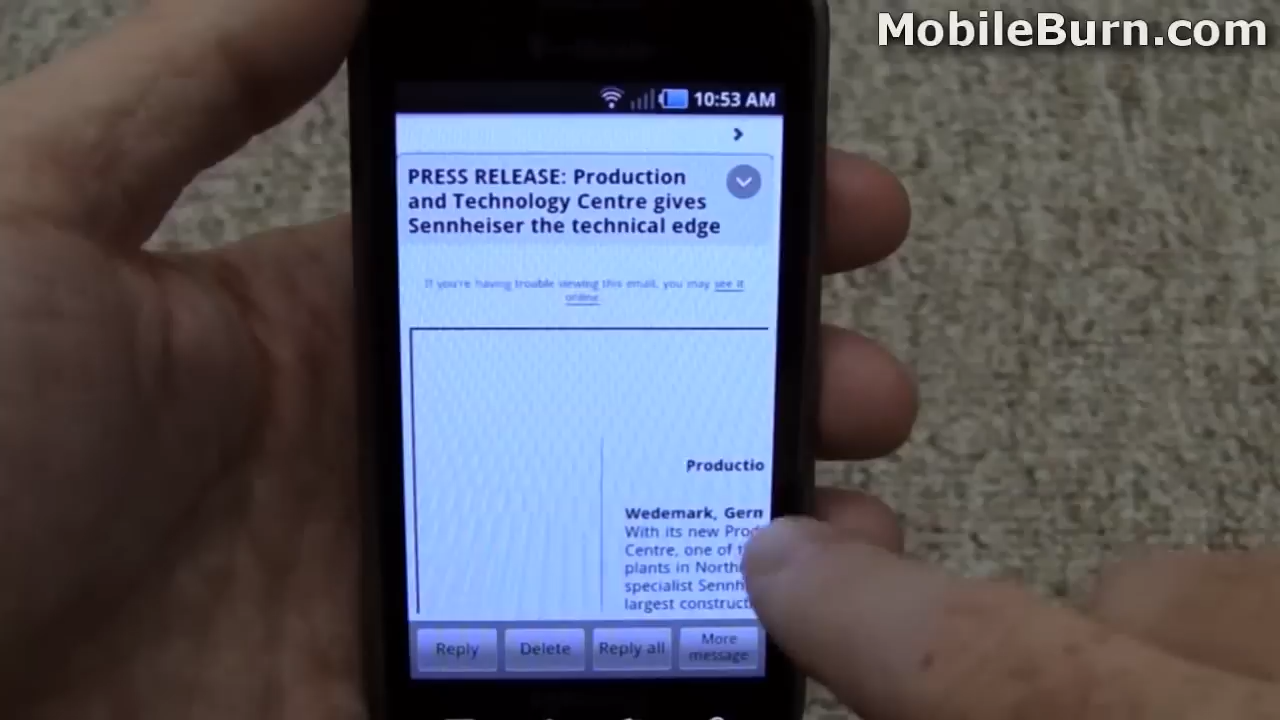 MobileBurn.com
10:53 AM
PRESS RELEASE: Production
and Technology Centre gives
Sennheiser the technical edge
If you're having trouble viewing this email, you may see it
online.
Productio
Wedemark, Gern
With its new Prod
Centre, one of
plants in North
specialist Sennh
largest constructi
Reply
Delete
Reply all
More
message